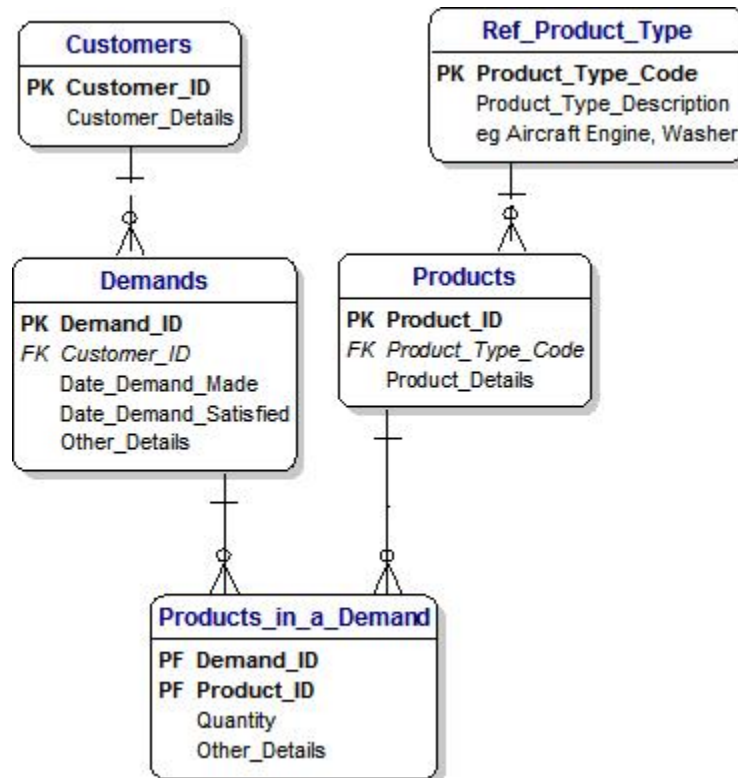 Customers
PK Customer_ID
Customer_Details
Ref_Product_Type
PK Product_Type_Code
Product_Type_Description
eg Aircraft Engine, Washer
Demands
PK Demand_ID
FK Customer_ID
Date_Demand_Made
Date_Demand_Satisfied
Other_Details
Products
PK Product_ID
FK Product_Type_Code
Product_Details
Products_in_a_Demand
PF Demand_ID
PF Product_ID
Quantity
Other_Details